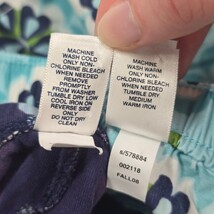 MACHINE
WASH COLD
ONLY NON-
CHLORINE BLEACH
WHEN NEEDED
REMOVE
PROMPTLY
TUMBLE DRY LOW
COOL IRON ON
REVERSE SIDE
ONLY
DO NOT DRY
CLEAN
MACHINE
WASH WARM
ONLY NON-
CHLORINE BLEACH
WHEN NEEDED
TUMBLE DRY
MEDIUM
WARM IRON
s/578884
002118
FALL08